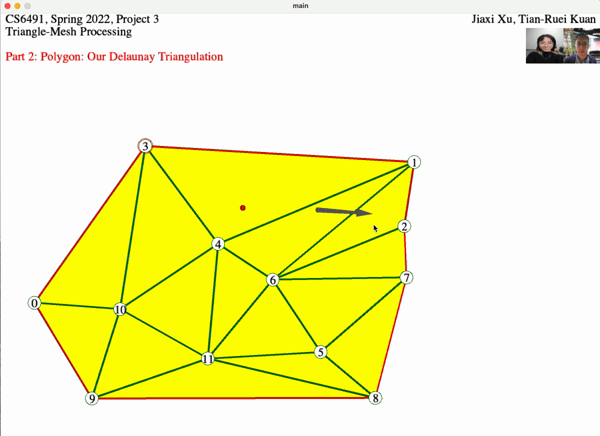 main
CS6491, Spring 2022, Project 3
Jiaxi Xu, Tian-Ruei Kuan
Triangle-Mesh Processing
Part 2: Polygon: Our Delaunay Triangulation
3
1
2
4
6
7
0
10
5
11
9
8